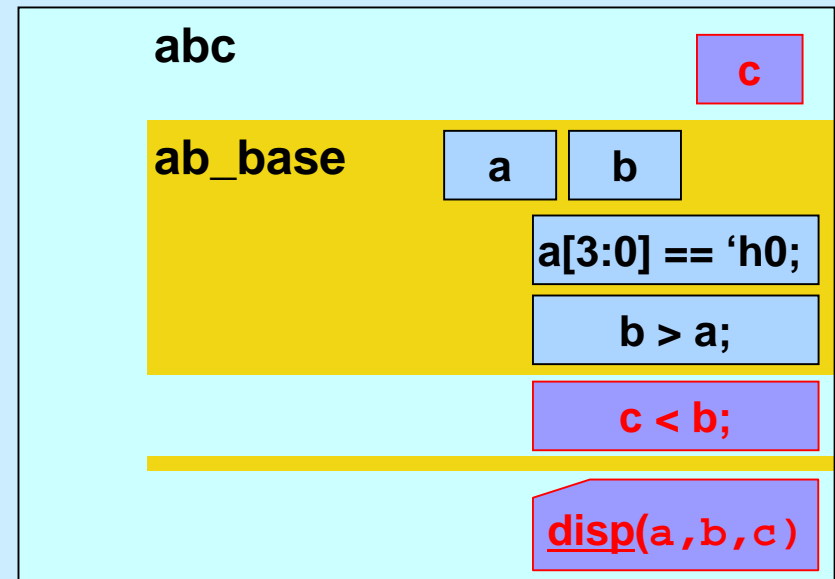 abc
c
ab_base
a
b
a[3:0] == ‘h0;
b > a;
c < b;
disp(a,b,c)